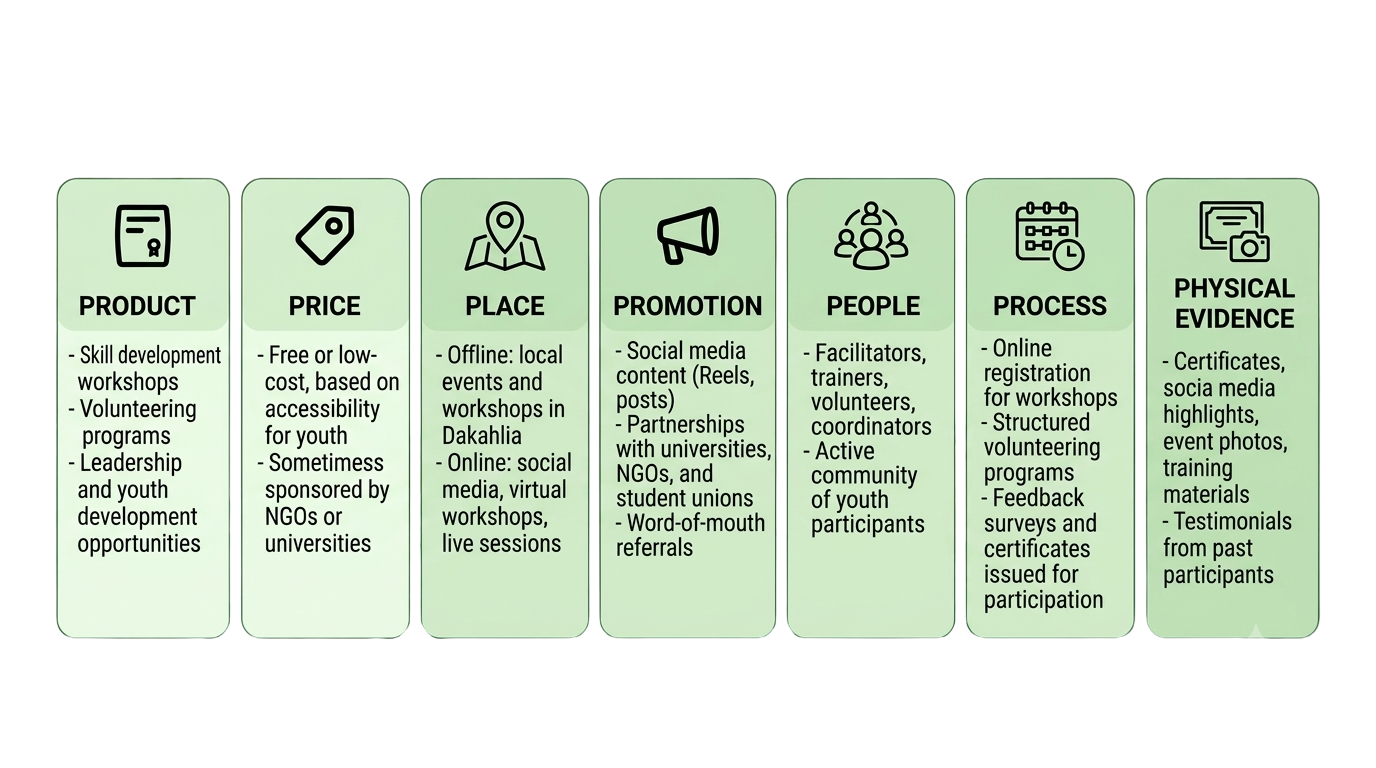 PRODUCT
- Skill development
workshops
- Volunteering
programs
- Leadership
and youth
development
opportunities
PRICE
- Free or low-
cost, based on
accessibility
for youth
- Sometimess
sponsored by
NGOs or
universities
PLACE
- Offline: local
events and
workshops in
Dakahlia
- Online: social
media, virtual
workshops,
live sessions
PROMOTION
- Social media
content (Reels,
posts)
- Partnerships
with universities,
NGOs, and
student unions
- Word-of-mouth
referrals
PEOPLE
- Facilitators,
trainers,
volunteers,
coordinators
- Active
community
of youth
participants
PROCESS
- Online
registration
for workshops
- Structured
volunteering
programs
- Feedback
surveys and
certificates
issued for
participation
PHYSICAL
EVIDENCE
- Certificates,
socia media
highlights,
event photos,
training
materials
- Testimonials
from past
participants